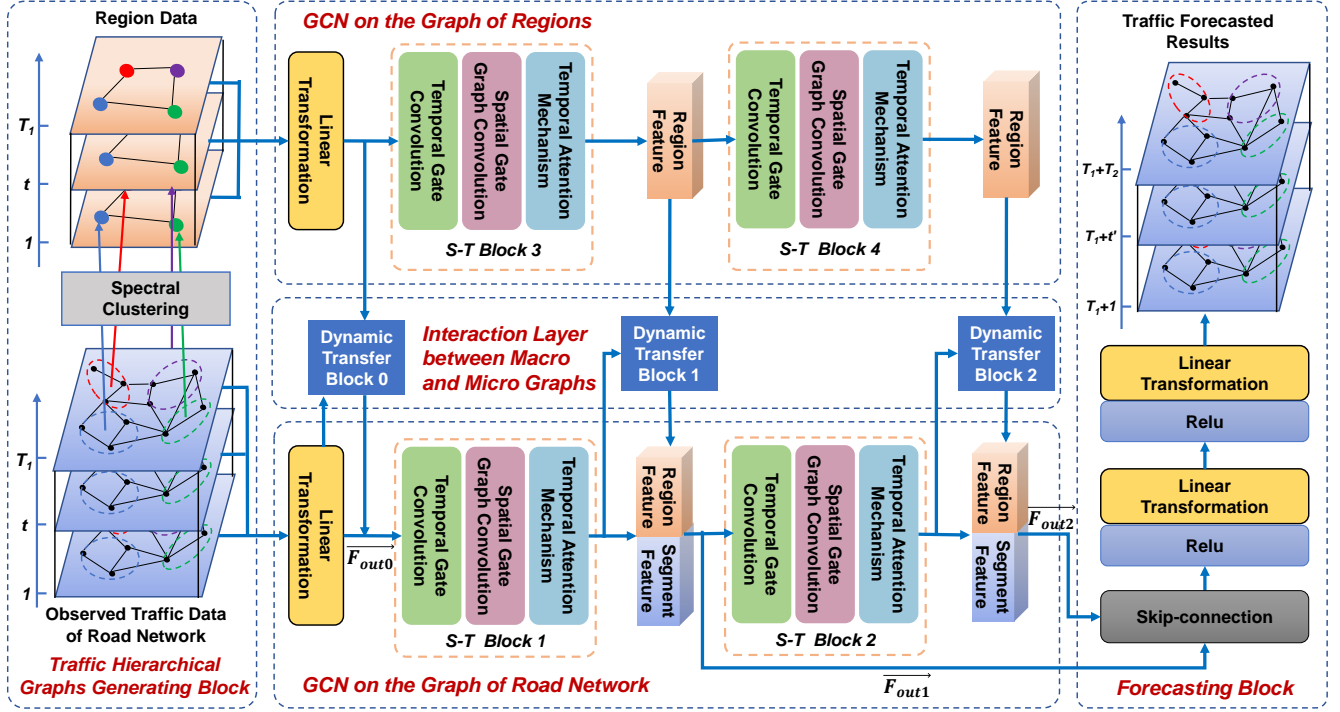 Region Data
T1
t
1
Spectral
Clustering
T1
t
1
Observed Traffic Data
of Road Network
Traffic Hierarchical
Graphs Generating Block
GCN on the Graph of Regions
Linear
Transformation
Temporal Gate
Convolution
Spatial Gate
Graph Convolution
Temporal Attention
Mechanism
S-T Block 3
Region
Feature
Temporal Gate
Convolution
Spatial Gate
Graph Convolution
Temporal Attention
Mechanism
S-T Block 4
Region
Feature
Dynamic
Transfer
Block 0
Interaction Layer
between Macro
and Micro Graphs
Dynamic
Transfer
Block 1
Dynamic
Transfer
Block 2
Linear
Transformation
Fout0
Temporal Gate
Convolution
Spatial Gate
Graph Convolution
Temporal Attention
Mechanism
S-T Block 1
Region
Feature
Segment
Feature
Temporal Gate
Convolution
Spatial Gate
Graph Convolution
Temporal Attention
Mechanism
S-T Block 2
Region
Feature
Segment
Feature
Fout2
Fout1
GCN on the Graph of Road Network
Traffic Forecasted
Results
T1+T2
T1+t'
T1+1
Linear
Transformation
Relu
Linear
Transformation
Relu
Skip-connection
Forecasting Block